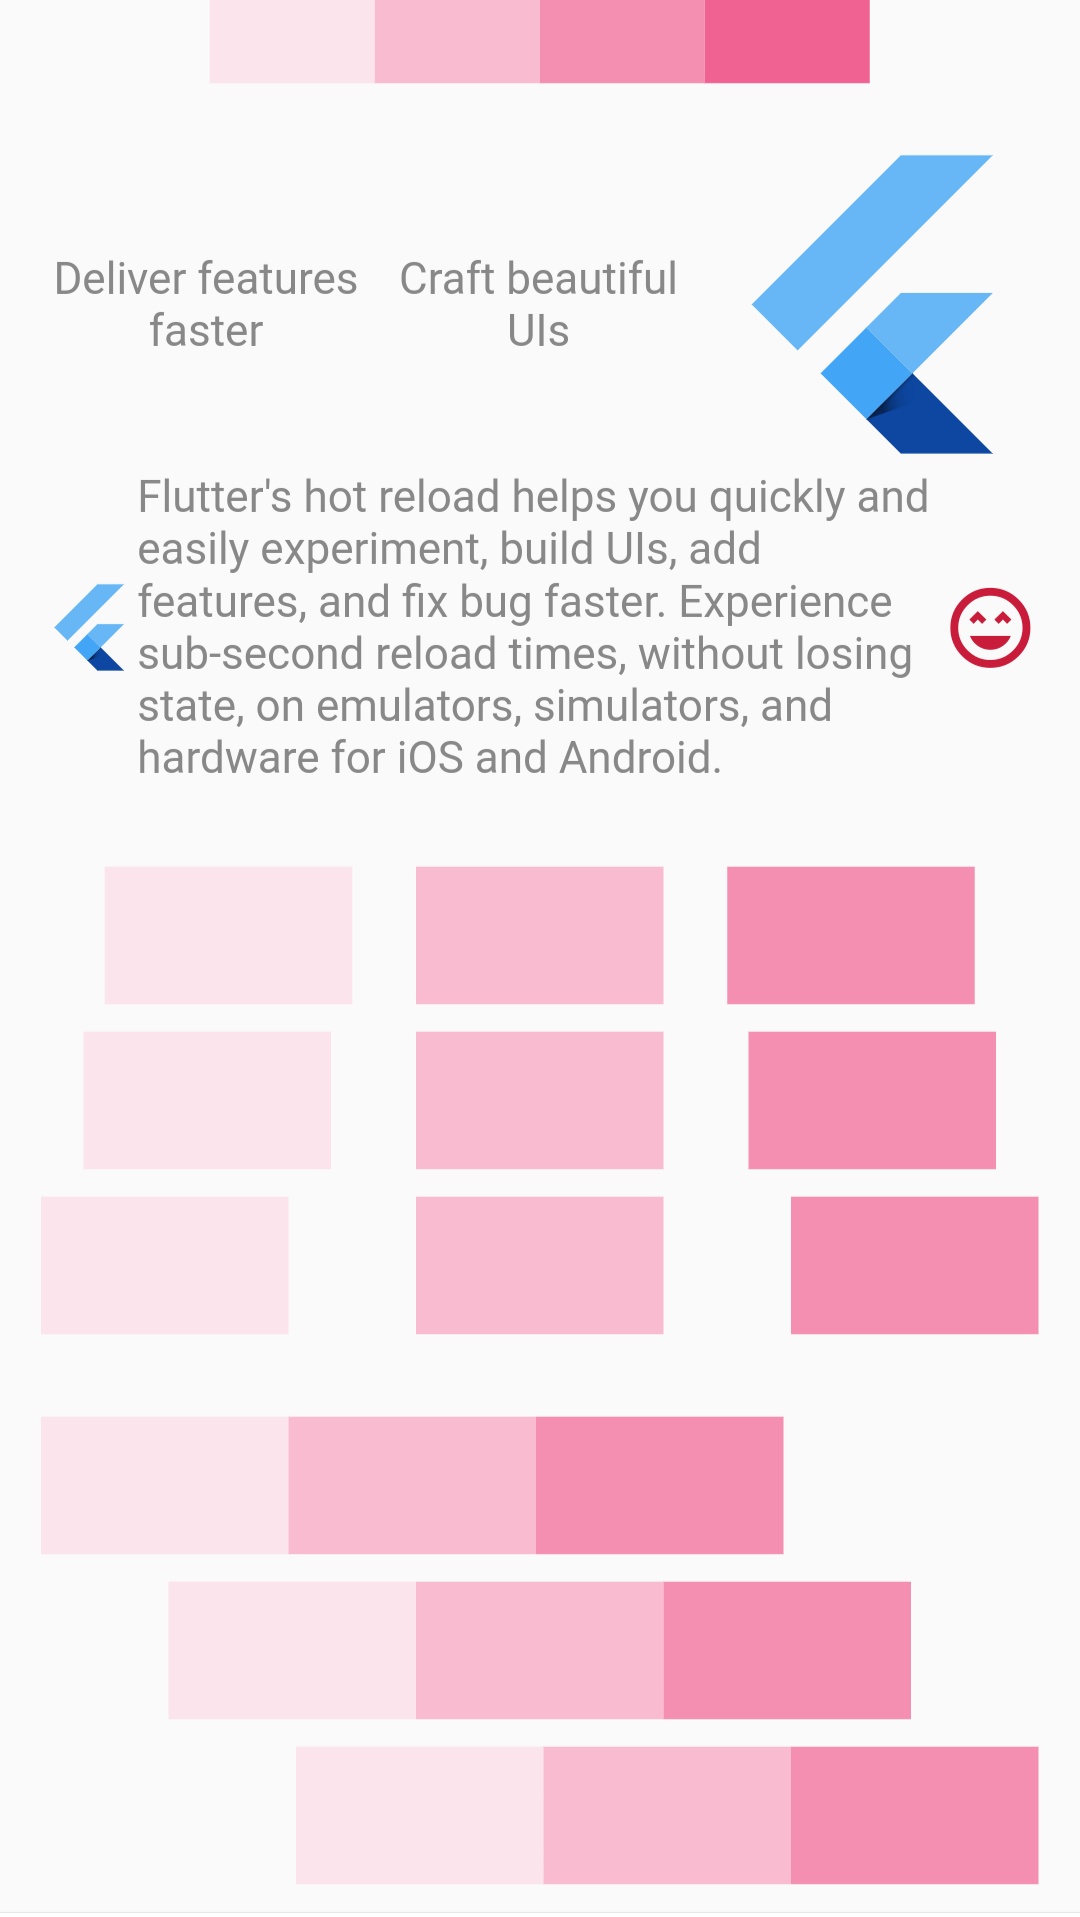 Deliver features
faster
Craft beautiful
UIs
Flutter's hot reload helps you quickly and
easily experiment, build UIs, add
features, and fix bug faster. Experience
sub-second reload times, without losing
state, on emulators, simulators, and
hardware for iOS and Android.